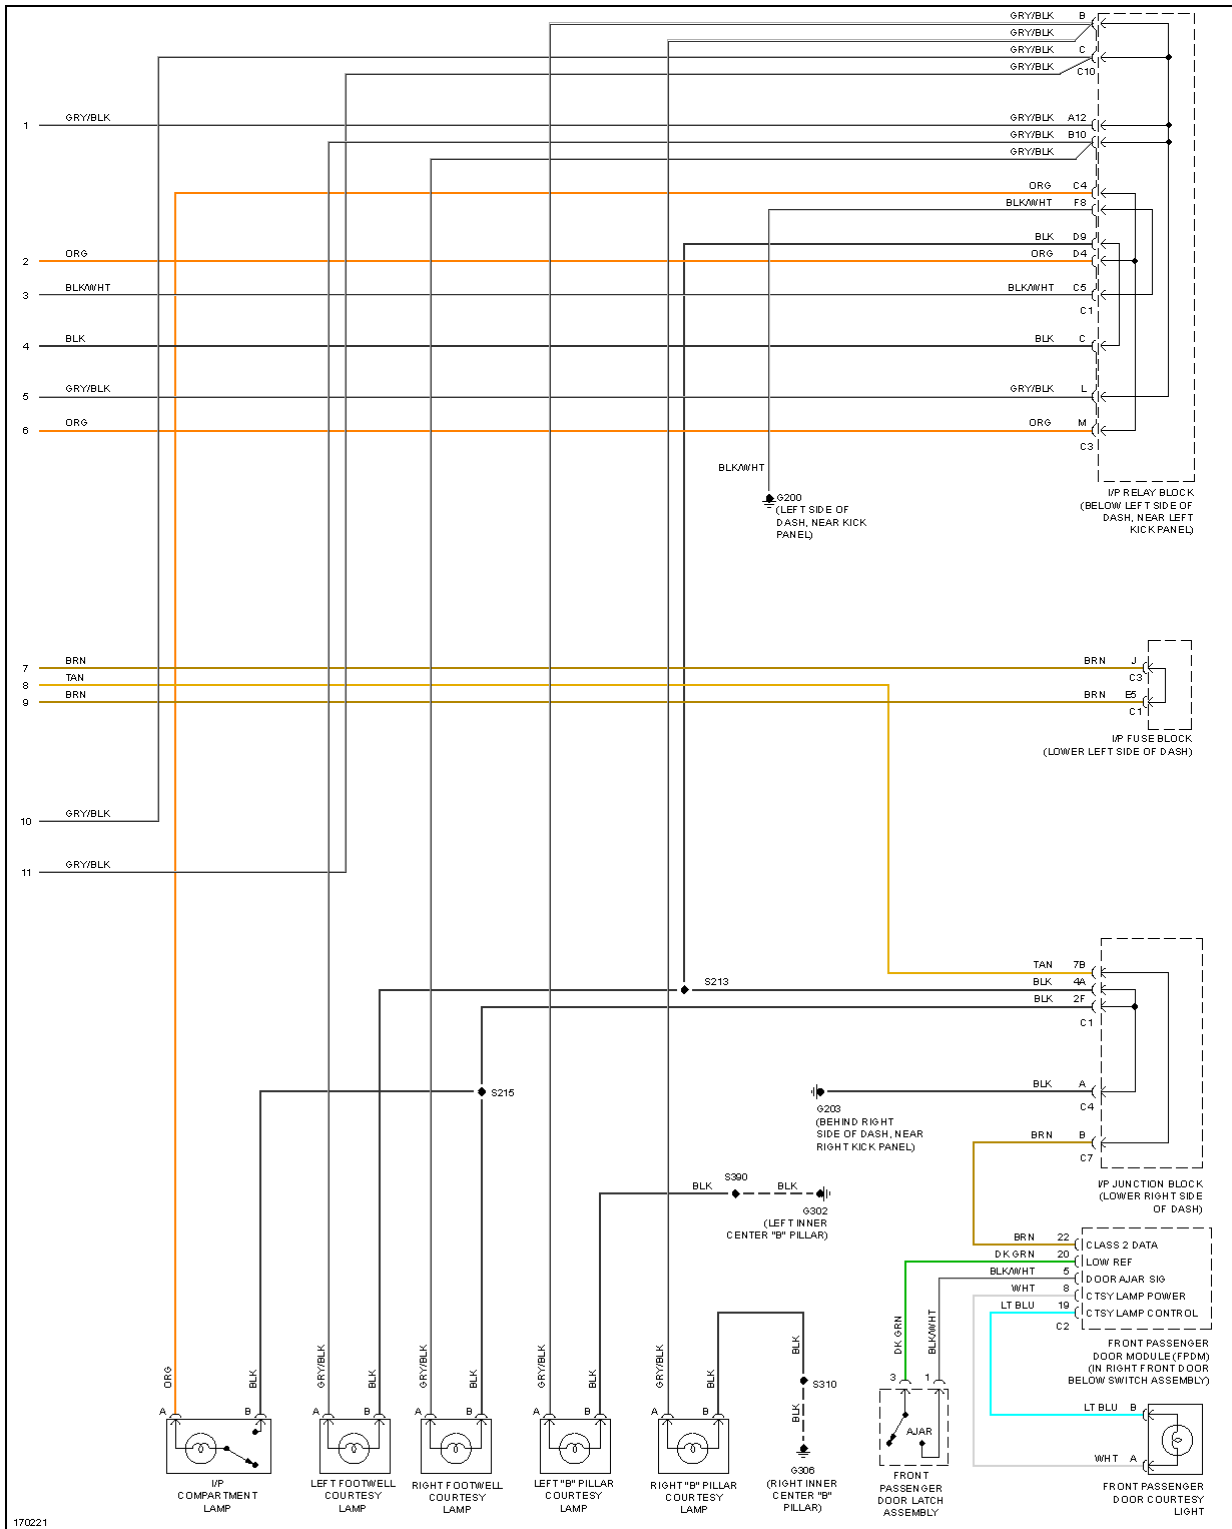 GRY/BLK B
GRY/BLK
GRY/BLK C
GRY/BLK C10
1 GRY/BLK GRY/BLK A12
GRY/BLK B10
GRY/BLK
ORG C4
BLK/WHT F8
BLK D9
2 ORG ORG D4
3 BLK/WHT BLK/WHT C5
C1
4 BLK BLK C
5 GRY/BLK GRY/BLK L
6 ORG ORG M
C3
BLK/WHT
G200
(LEFT SIDE OF
DASH, NEAR KICK
PANEL)
I/P RELAY BLOCK
(BELOW LEFT SIDE OF
DASH, NEAR LEFT
KICK PANEL)
7 BRN BRN J
8 TAN C3
9 BRN BRN E5
C1
I/P FUSE BLOCK
(LOWER LEFT SIDE OF DASH)
10 GRY/BLK
11 GRY/BLK
TAN 7B
S213 BLK 4A
BLK 2F
C1
S215
BLK A
C4
G203
(BEHIND RIGHT
SIDE OF DASH, NEAR
RIGHT KICK PANEL)
BRN B
C7
I/P JUNCTION BLOCK
(LOWER RIGHT SIDE
OF DASH)
BLK S390 BLK
G302
(LEFT INNER
CENTER "B" PILLAR)
BRN 22 CLASS 2 DATA
DK GRN 20 LOW REF
BLK/WHT 5 DOOR AJAR SIG
WHT 8 CTSY LAMP POWER
LT BLU 19 CTSY LAMP CONTROL
C2
FRONT PASSENGER
DOOR MODULE (FPDM)
(IN RIGHT FRONT DOOR
BELOW SWITCH ASSEMBLY)
DK GRN
BLK/WHT
3 1
AJAR
FRONT
PASSENGER
DOOR LATCH
ASSEMBLY
LT BLU B
WHT A
FRONT PASSENGER
DOOR COURTESY
LIGHT
ORG
BLK
GRY/BLK
BLK
GRY/BLK
BLK
GRY/BLK
BLK
GRY/BLK
BLK
BLK
S310
BLK
G306
(RIGHT INNER
CENTER "B"
PILLAR)
A B A B A B A B A B
I/P
COMPARTMENT
LAMP
LEFT FOOTWELL
COURTESY
LAMP
RIGHT FOOTWELL
COURTESY
LAMP
LEFT "B" PILLAR
COURTESY
LAMP
RIGHT "B" PILLAR
COURTESY
LAMP
170221